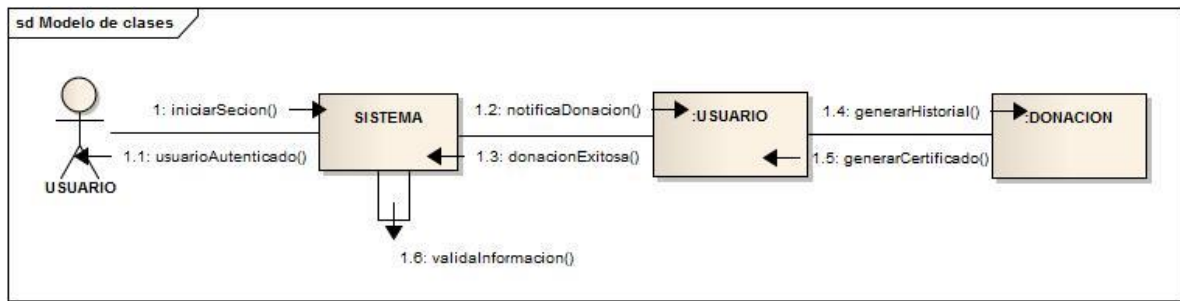 sd Modelo de clases
1: iniciarSecion()
1.2: notificaDonacion()
1.4: generarHistorial()
SISTEMA
:USUARIO
:DONACION
1.1: usuarioAutenticado()
1.3: donacionExitosa()
1.5: generarCertificado()
USUARIO
1.6: validaInformacion()